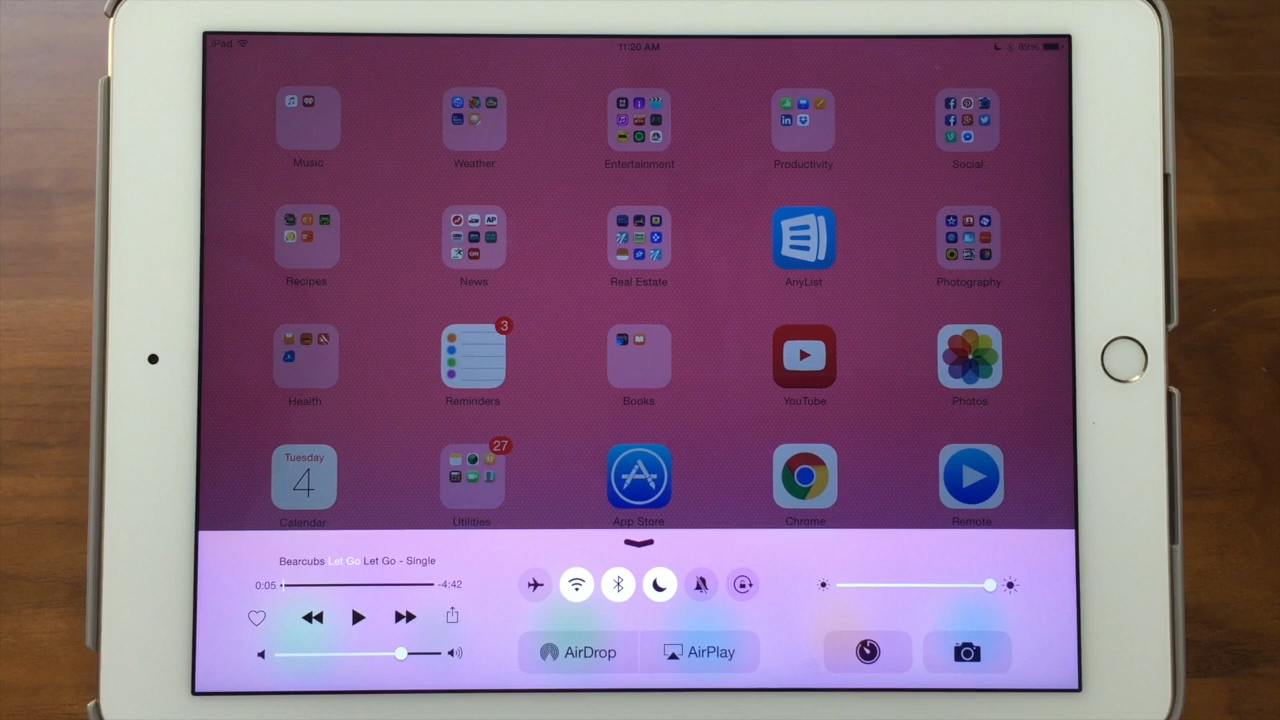 iPad 11:20 AM 89%
Music Weather Entertainment Productivity Social
Recipes News Real Estate AnyList Photography
3
Health Reminders Books YouTube Photos
Tuesday 27
4
Calendar Utilities App Store Chrome Remote
Bearcubs Let Go Let Go - Single
0:05 -4:42
AirDrop AirPlay